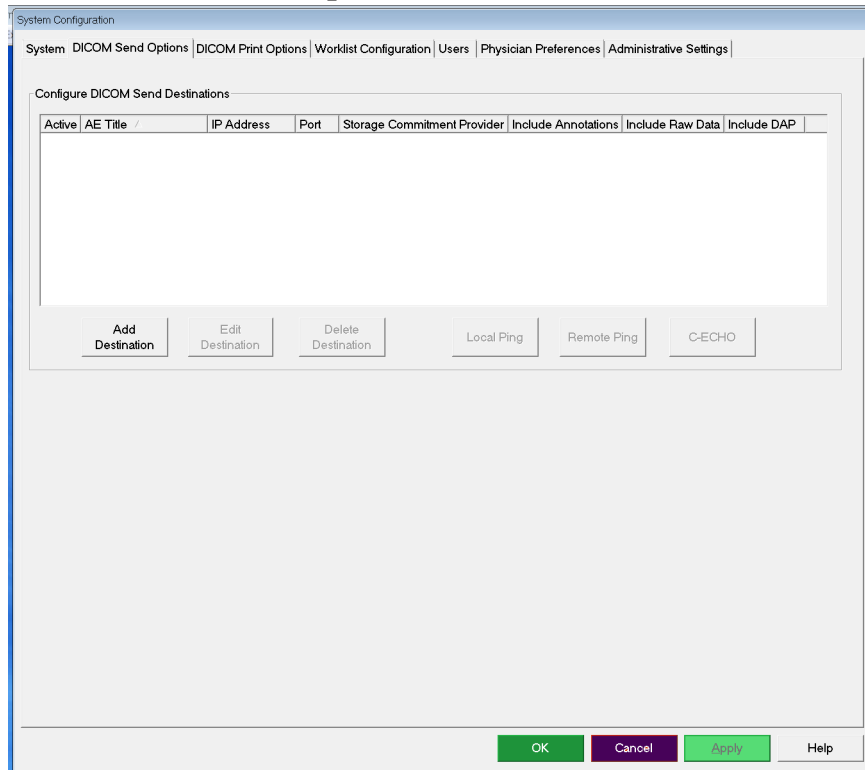 System Configuration
System DICOM Send Options DICOM Print Options Worklist Configuration Users Physician Preferences Administrative Settings
Configure DICOM Send Destinations
Active AE Title IP Address Port Storage Commitment Provider Include Annotations Include Raw Data Include DAP
Add Destination Edit Destination Delete Destination Local Ping Remote Ping C-ECHO
OK Cancel Apply Help